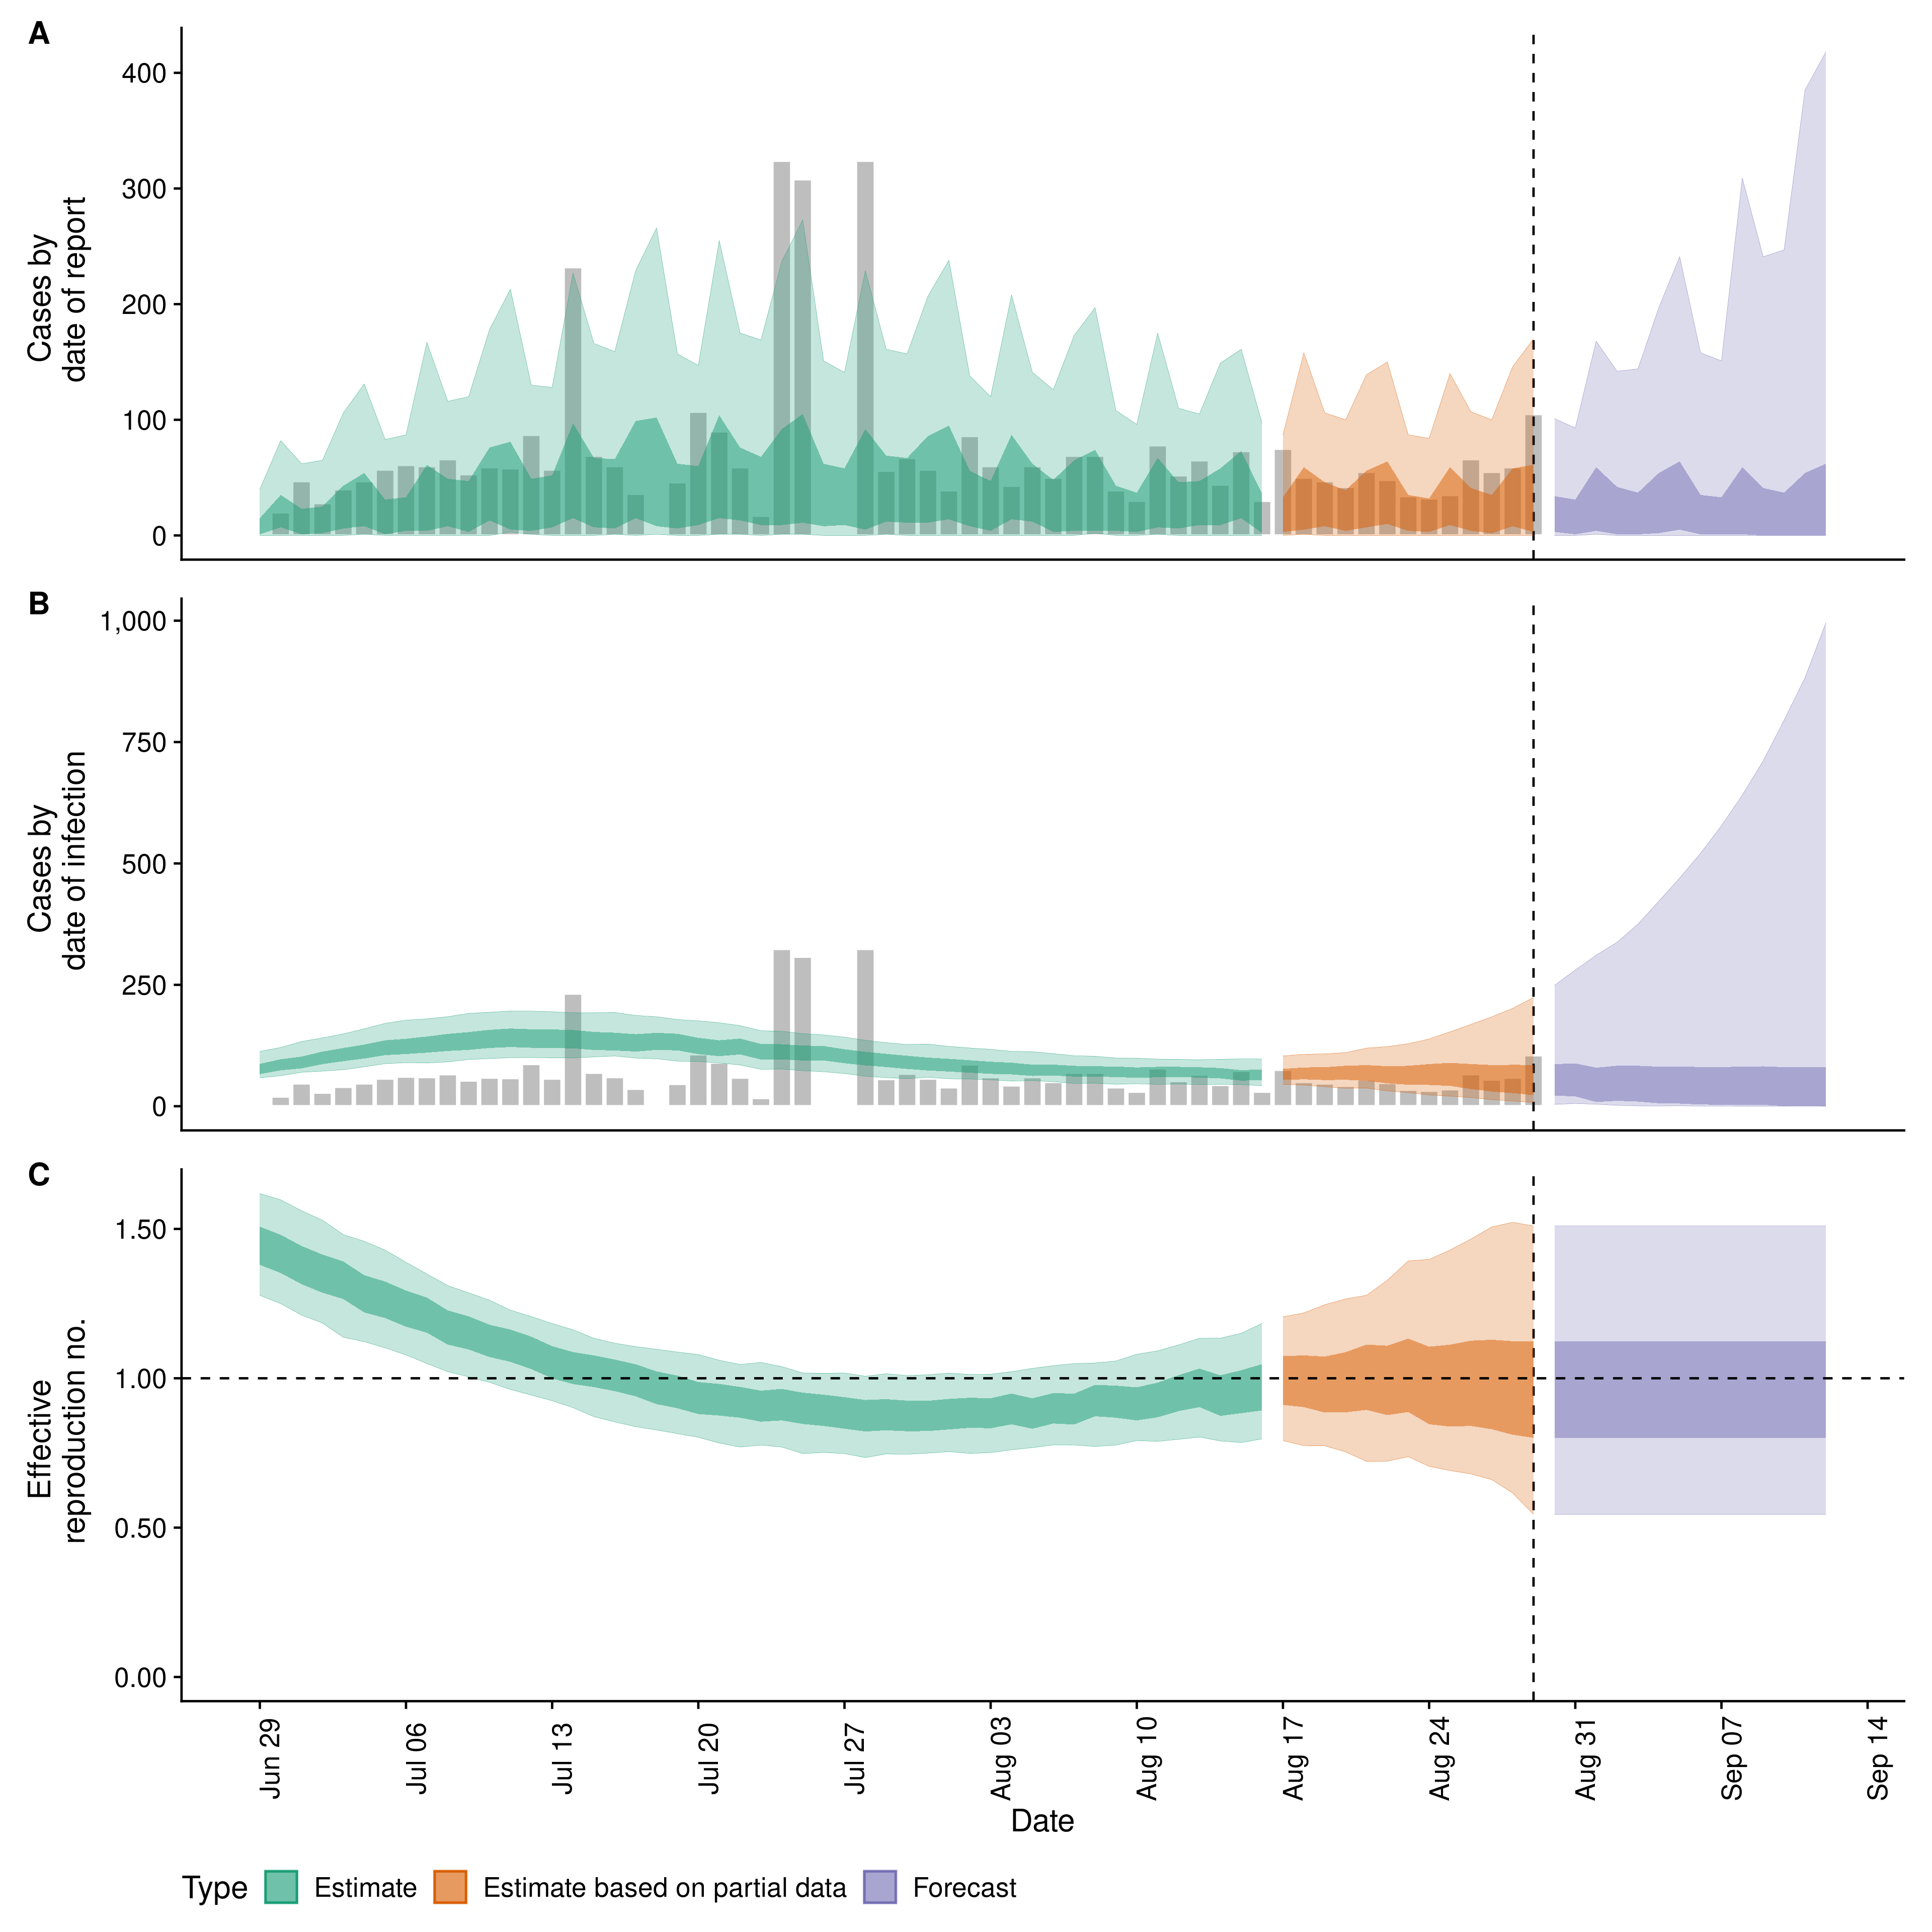 A
400
300
200
100
0
Cases by
date of report
B
1,000
750
500
250
0
Cases by
date of infection
C
1.50
1.00
0.50
0.00
Effective
reproduction no.
Jun 29
Jul 06
Jul 13
Jul 20
Jul 27
Aug 03
Aug 10
Aug 17
Aug 24
Aug 31
Sep 07
Sep 14
Date
Type Estimate Estimate based on partial data Forecast